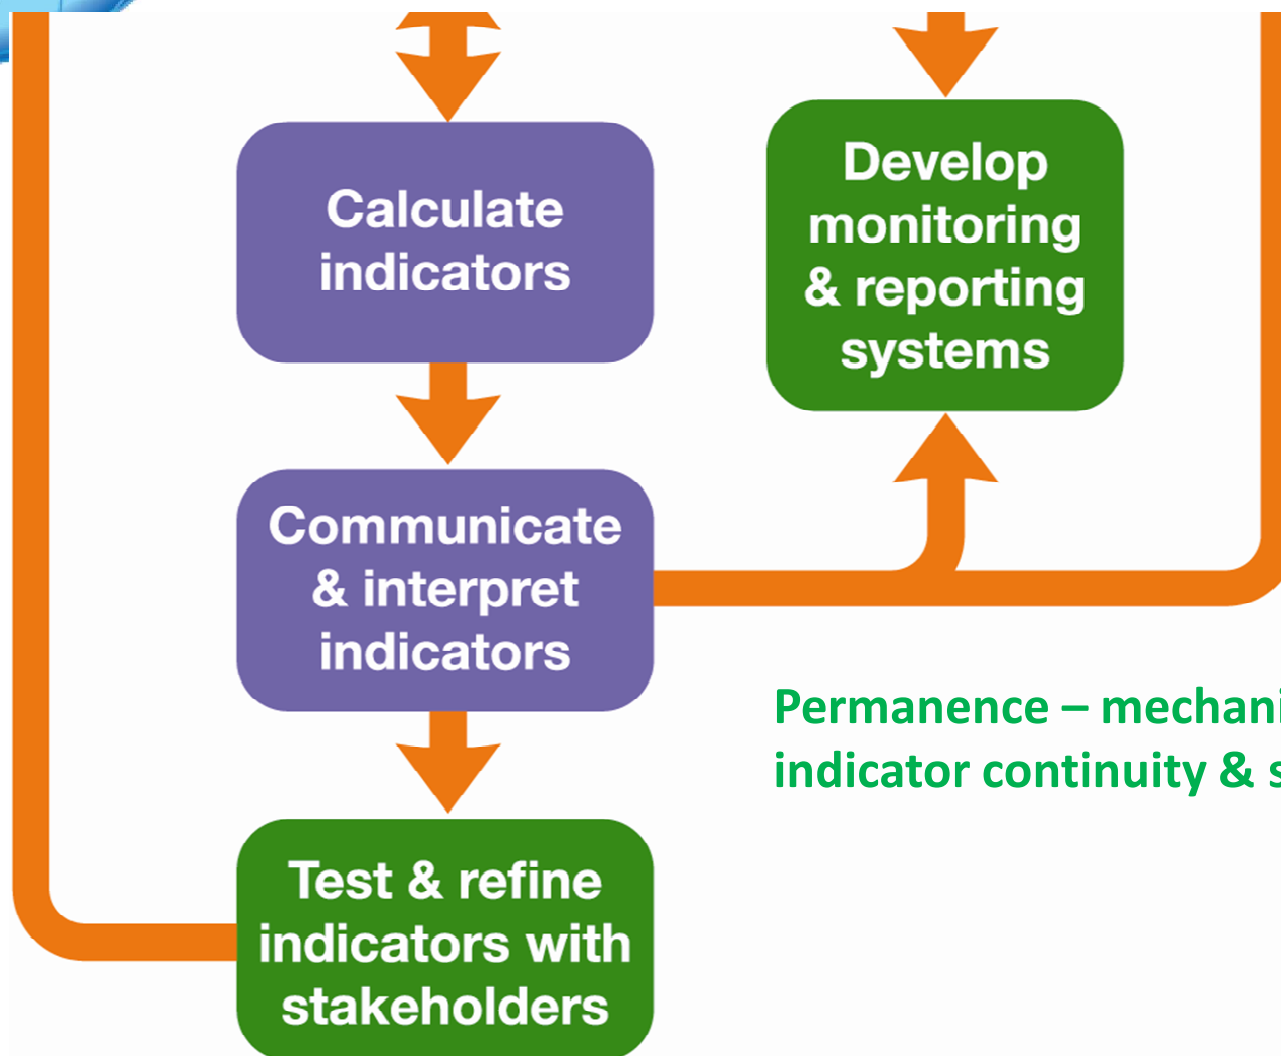 Calculate
indicators
Develop
monitoring
& reporting
systems
Communicate
& interpret
indicators
Permanence –
indicator continuity &
Test & refine
indicators with
stakeholders